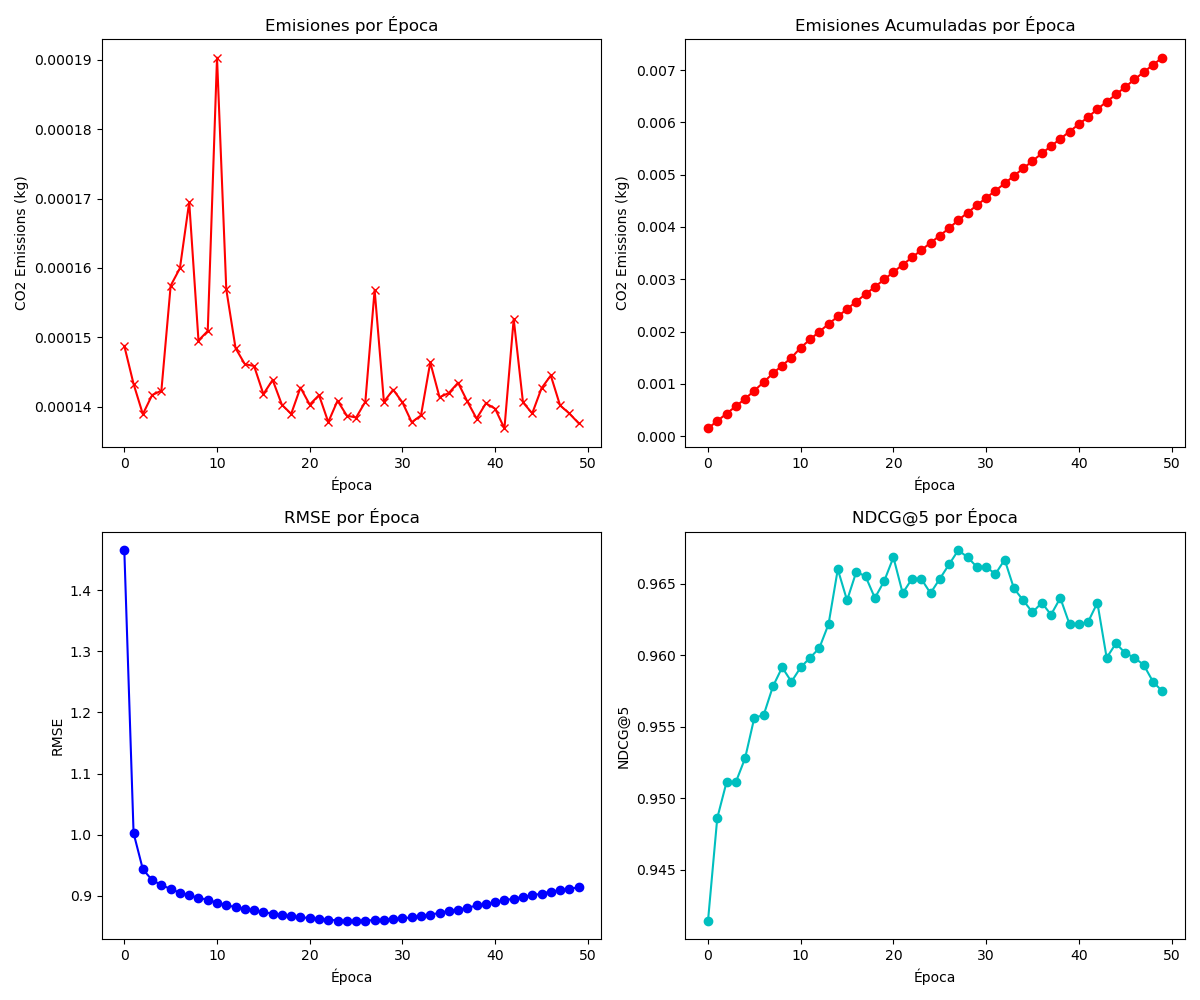 Emisiones por Época
CO2 Emissions (kg)
0.00019
0.00018
0.00017
0.00016
0.00015
0.00014
0 10 20 30 40 50
Época
Emisiones Acumuladas por Época
CO2 Emissions (kg)
0.007
0.006
0.005
0.004
0.003
0.002
0.001
0.000
0 10 20 30 40 50
Época
RMSE por Época
RMSE
1.4
1.3
1.2
1.1
1.0
0.9
0 10 20 30 40 50
Época
NDCG@5 por Época
NDCG@5
0.965
0.960
0.955
0.950
0.945
0 10 20 30 40 50
Época